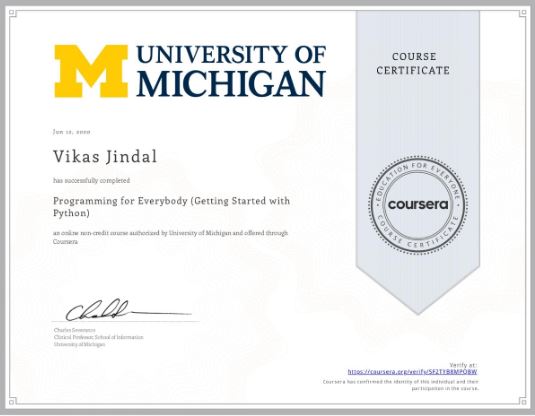 UNIVERSITY OF
MICHIGAN
COURSE
CERTIFICATE
Jun 12, 2020
Vikas Jindal
has successfully completed
Programming for Everybody (Getting Started with
Python)
an online non-credit course authorized by University of Michigan and offered through
Coursera
EDUCATION FOR EVERYONE
coursera
COURSE CERTIFICATE
Charles Severance
Clinical Professor, School of Information
University of Michigan
Verify at:
https://coursera.org/verify/SF2TYB8MPQBW
Coursera has confirmed the identity of this individual and their
participation in the course.